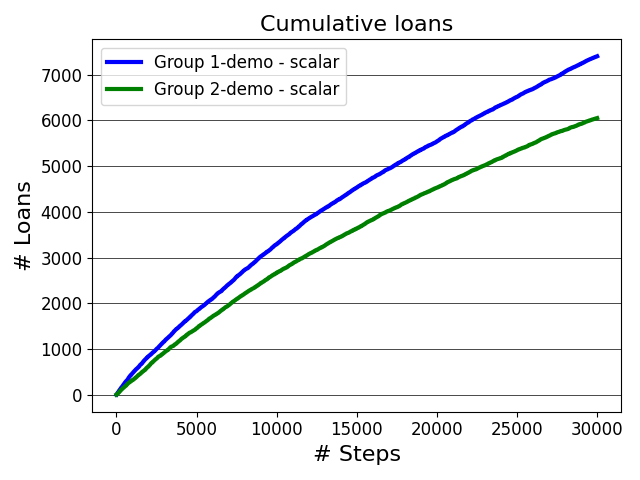 Cumulative loans
Group 1-demo - scalar
Group 2-demo - scalar
# Loans
7000
6000
5000
4000
3000
2000
1000
0
0 5000 10000 15000 20000 25000 30000
# Steps